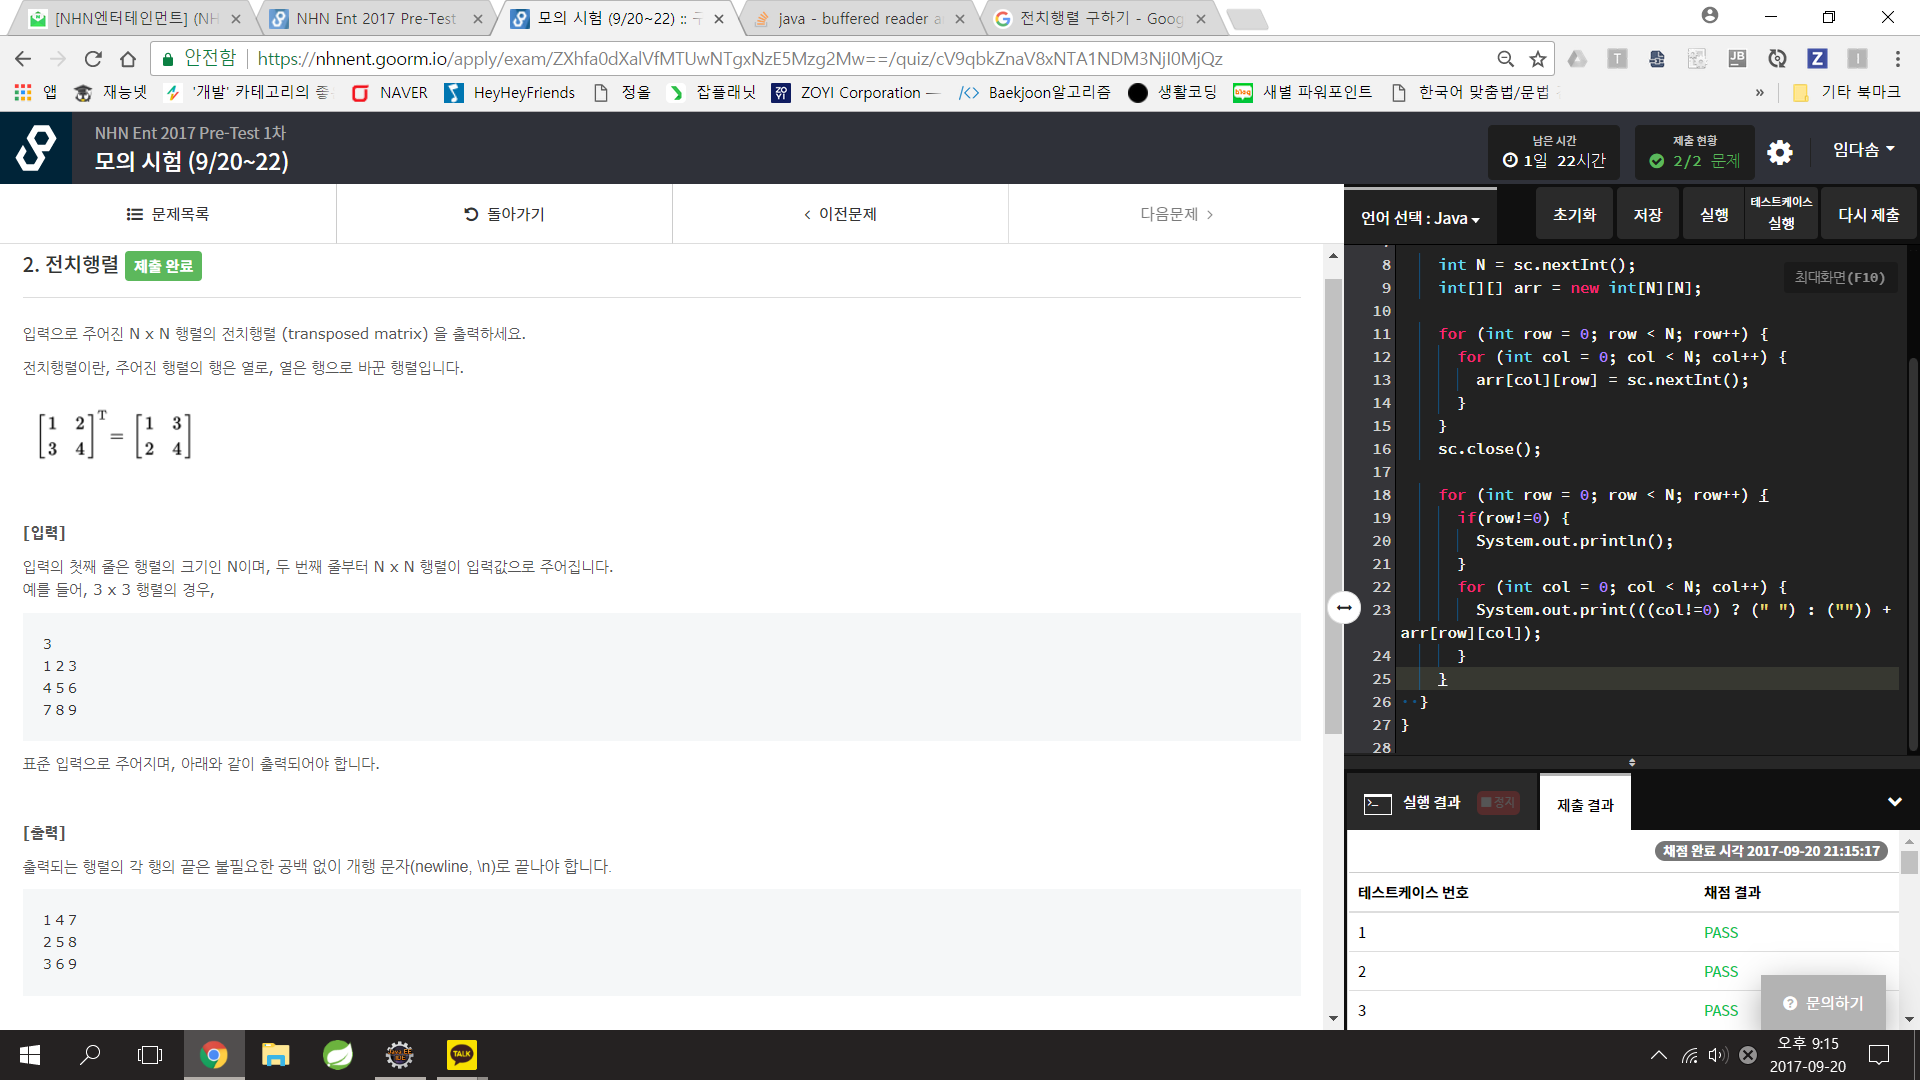 [NHN엔터테인먼트] (NH
NHN Ent 2017 Pre-Test
모의 시험 (9/20~22) :: 구
java - buffered reader a
전치행렬 구하기 - Goog
안전함
https://nhnent.goorm.io/apply/exam/ZXhfa0dXalVfMTUwNTgxNzE5Mzg2Mw==/quiz/cV9qbkZnaV8xNTA1NDM3NjI0MjQz
앱
재능넷
'개발' 카테고리의 좋
NAVER
HeyHeyFriends
정을
잡플래닛
ZOYI Corporation —
Baekjoon알고리즘
생활코딩
새별 파워포인트
한국어 맞춤법/문법
»
기타 북마크
NHN Ent 2017 Pre-Test 1차
모의 시험 (9/20~22)
남은 시간
1일 22시간
제출 현황
2/2 문제
임다솜
문제목록
돌아가기
< 이전문제
다음문제 >
언어 선택 : Java
초기화
저장
실행
테스트케이스
실행
다시 제출
2. 전치행렬 제출 완료
입력으로 주어진 N x N 행렬의 전치행렬 (transposed matrix) 을 출력하세요.
전치행렬이란, 주어진 행렬의 행은 열로, 열은 행으로 바꾼 행렬입니다.
[1 2]T = [1 3]
[3 4] [2 4]
[입력]
입력의 첫째 줄은 행렬의 크기인 N이며, 두 번째 줄부터 N x N 행렬이 입력값으로 주어집니다.
예를 들어, 3 x 3 행렬의 경우,
3
1 2 3
4 5 6
7 8 9
표준 입력으로 주어지며, 아래와 같이 출력되어야 합니다.
[출력]
출력되는 행렬의 각 행의 끝은 불필요한 공백 없이 개행 문자(newline, \n)로 끝나야 합니다.
1 4 7
2 5 8
3 6 9
최대화면(F10)
8 int N = sc.nextInt();
9 int[][] arr = new int[N][N];
10
11 for (int row = 0; row < N; row++) {
12 for (int col = 0; col < N; col++) {
13 arr[col][row] = sc.nextInt();
14 }
15 }
16 sc.close();
17
18 for (int row = 0; row < N; row++) {
19 if(row!=0) {
20 System.out.println();
21 }
22 for (int col = 0; col < N; col++) {
23 System.out.print(((col!=0) ? (" ") : ("")) +
arr[row][col]);
24 }
25 }
26 }
27 }
28
실행 결과
정지
제출 결과
채점 완료 시각 2017-09-20 21:15:17
테스트케이스 번호 채점 결과
1 PASS
2 PASS
3 PASS
문의하기
TALK
오후 9:15
2017-09-20